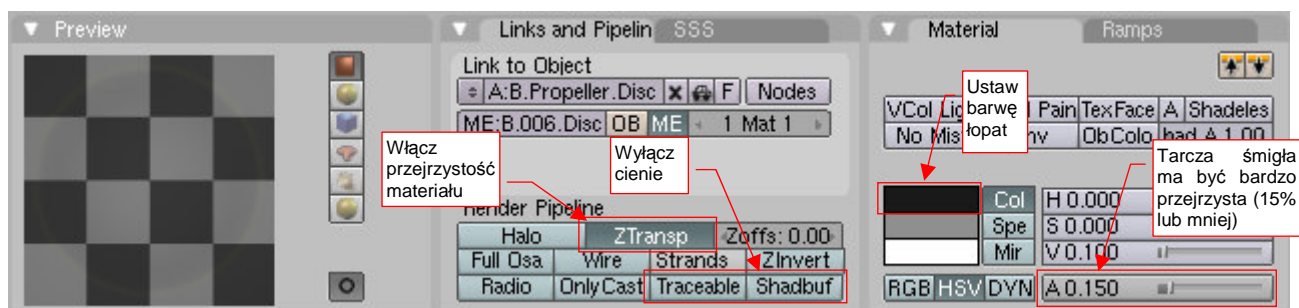 Preview
Links and Pipelin
SSS
Material
Ramps
Link to Object
A:B.Propeller.Disc
F
Nodes
ME:B.006.Disc
OB
ME
1 Mat 1
Włącz
przejrzystość
materiału
Wyłącz
cienie
Render Pipeline
Halo
ZTransp
Zoffs: 0.00
Full Osa
Wire
Strands
ZInvert
Radio
OnlyCast
Traceable
Shadbuf
Ustaw
barwę
łopat
VCol
Pain
TexFace
A
Shadeles
No Mis
ObColo
A 1.00
Tarcza śmigła
ma być bardzo
przejrzysta (15%
lub mniej)
Col
H 0.000
Spe
S 0.000
Mir
V 0.100
RGB
HSV
DYN
A 0.150